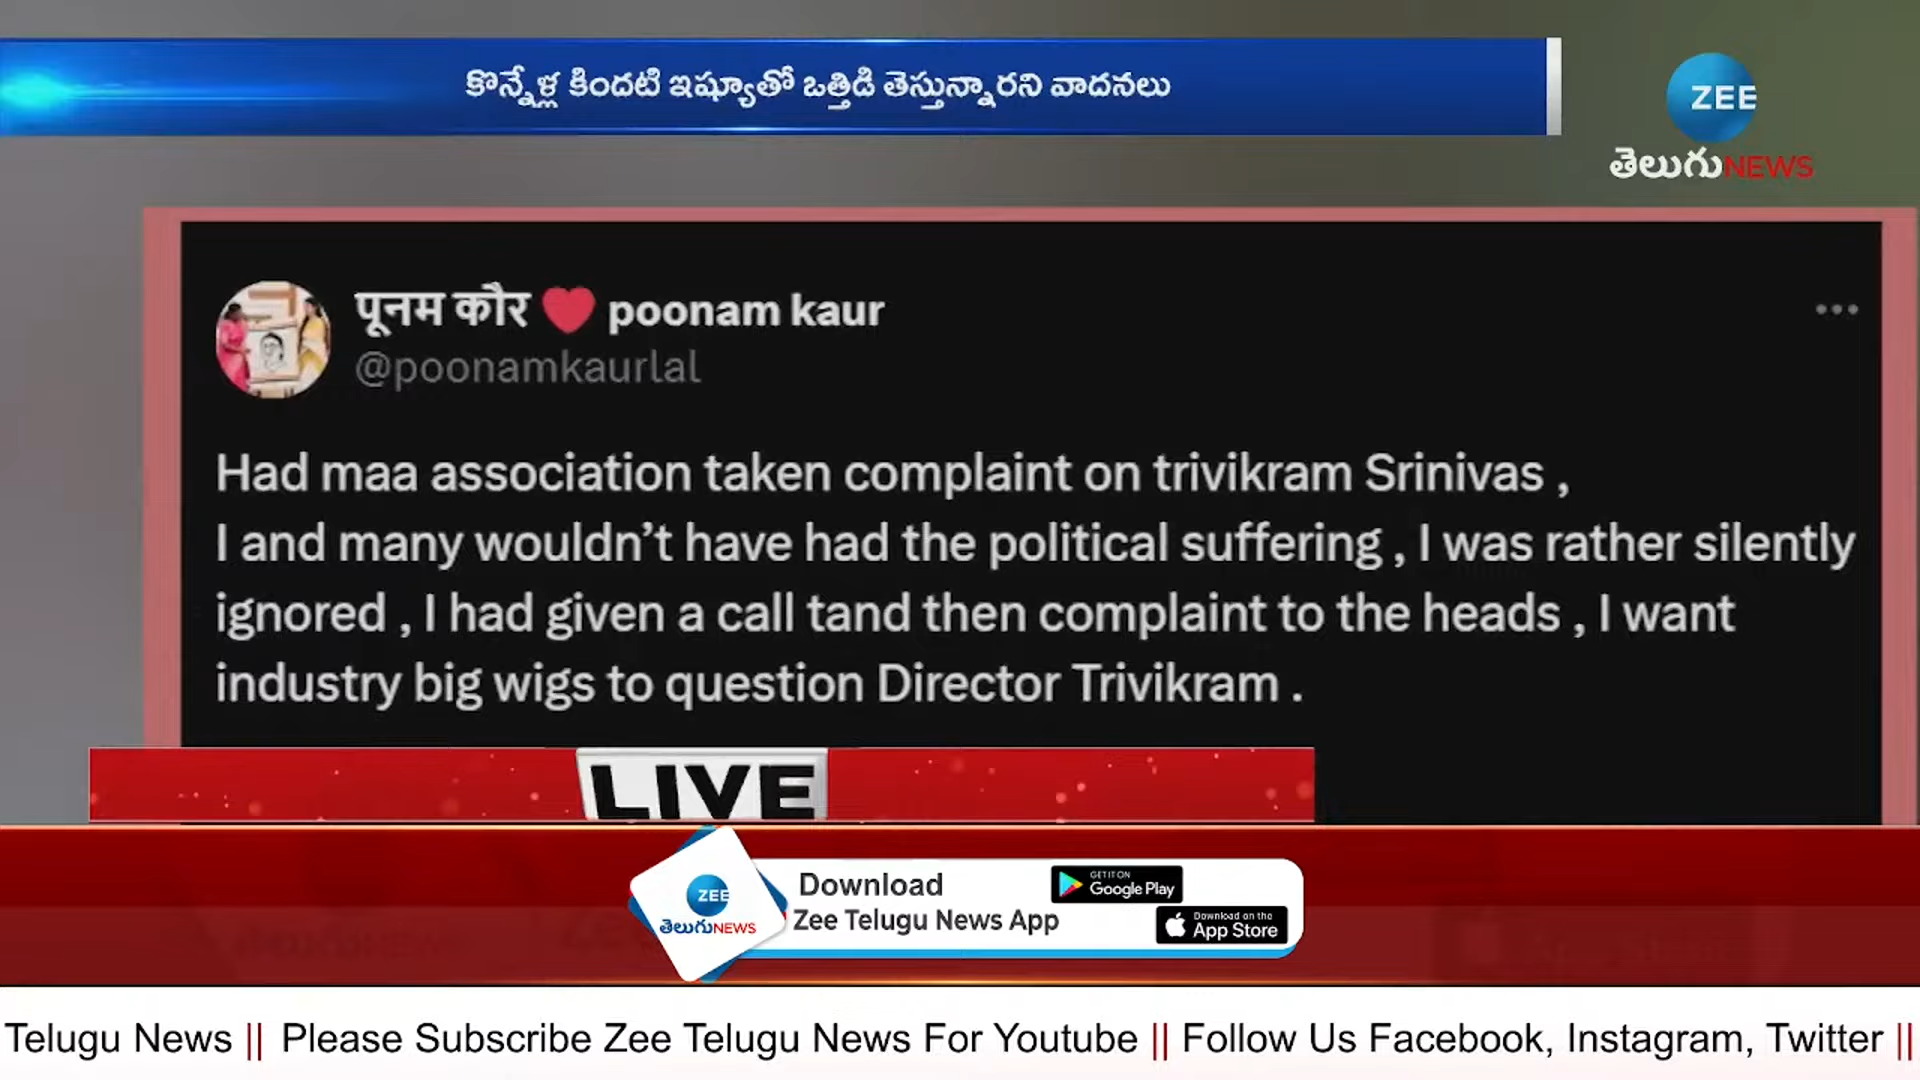 కొన్నేళ్ల కిందటి ఇష్యూతో ఒత్తిడి తెస్తున్నారని వాదనలు
ZEE
తెలుగు NEWS
पूनम कौर ❤️ poonam kaur
@poonamkaurlal
Had maa association taken complaint on trivikram Srinivas ,
I and many wouldn’t have had the political suffering , I was rather silently
ignored , I had given a call tand then complaint to the heads , I want
industry big wigs to question Director Trivikram .
LIVE
ZEE
తెలుగు NEWS
Download
Zee Telugu News App
GET IT ON
Google Play
Download on the
App Store
Telugu News || Please Subscribe Zee Telugu News For Youtube || Follow Us Facebook, Instagram, Twitter ||